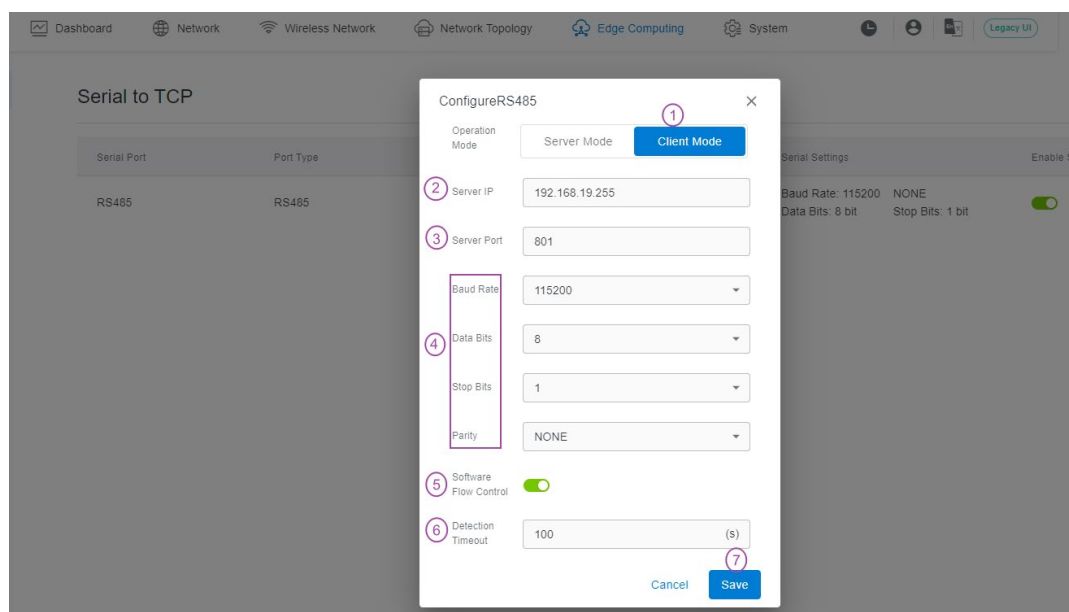 Dashboard Network Wireless Network Network Topology Edge Computing System Legacy UI
Serial to TCP
ConfigureRS485
1
Operation
Mode
Server Mode Client Mode
Serial Port Port Type Serial Settings Enable
2 Server IP 192.168.19.255
RS485 RS485 Baud Rate: 115200 NONE
Data Bits: 8 bit Stop Bits: 1 bit
3 Server Port 801
Baud Rate 115200
4 Data Bits 8
Stop Bits 1
Parity NONE
5 Software
Flow Control
6 Detection
Timeout
100 (s)
7
Cancel Save